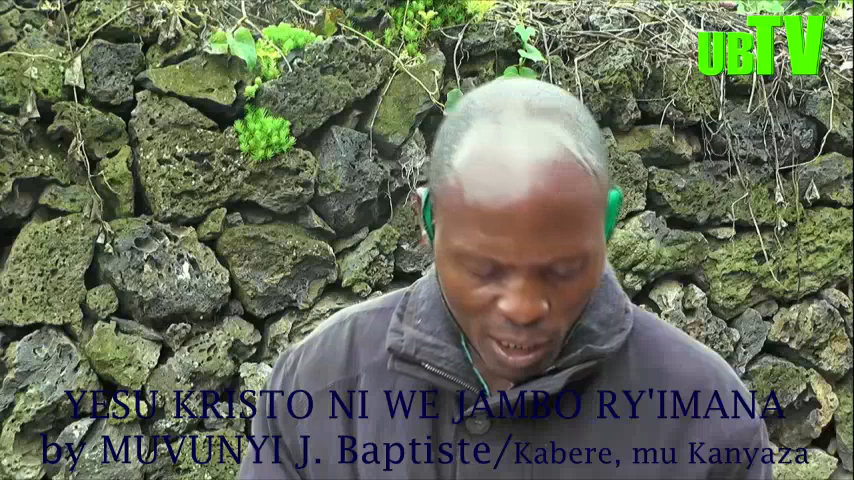 UBTV
YESU KRISTO NI WE JAMBO RY'IMANA
by MUVUNYI J. Baptiste/Kabere, mu Kanyaza